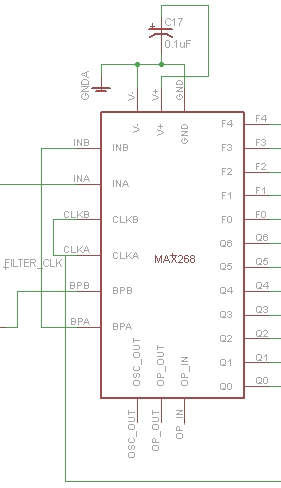 C17
0.1uF
GNDA
V-
V+
GND
V-
V+
GND
F4
F4
INB
INB
F3
F3
F2
F2
INA
INA
F1
F1
CLKB
CLKB
F0
F0
Q6
Q6
FILTER_CLK
CLKA
CLKA
MAX268
Q5
Q5
BPB
BPB
Q4
Q4
Q3
Q3
BPA
BPA
Q2
Q2
Q1
Q1
Q0
Q0
OSC_OUT
OP_OUT
OP_IN
OSC_OUT
OP_OUT
OP_IN